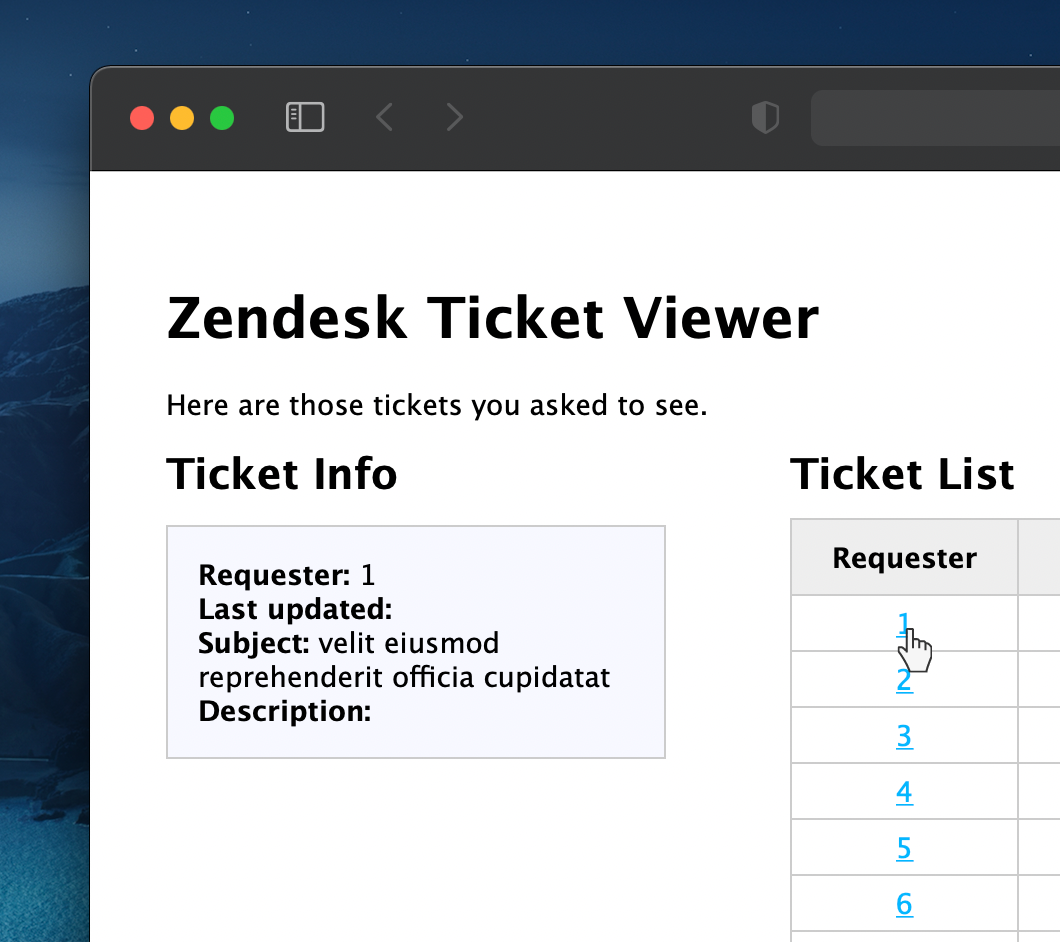 Zendesk Ticket Viewer
Here are those tickets you asked to see.
Ticket Info
Requester: 1
Last updated:
Subject: velit eiusmod
reprehenderit officia cupidatat
Description:
Ticket List
Requester
1
2
3
4
5
6